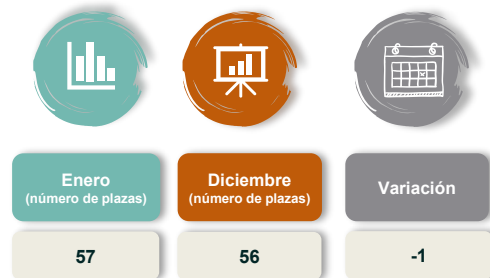 Enero
(número de plazas)
Diciembre
(número de plazas)
Variación
57
56
-1